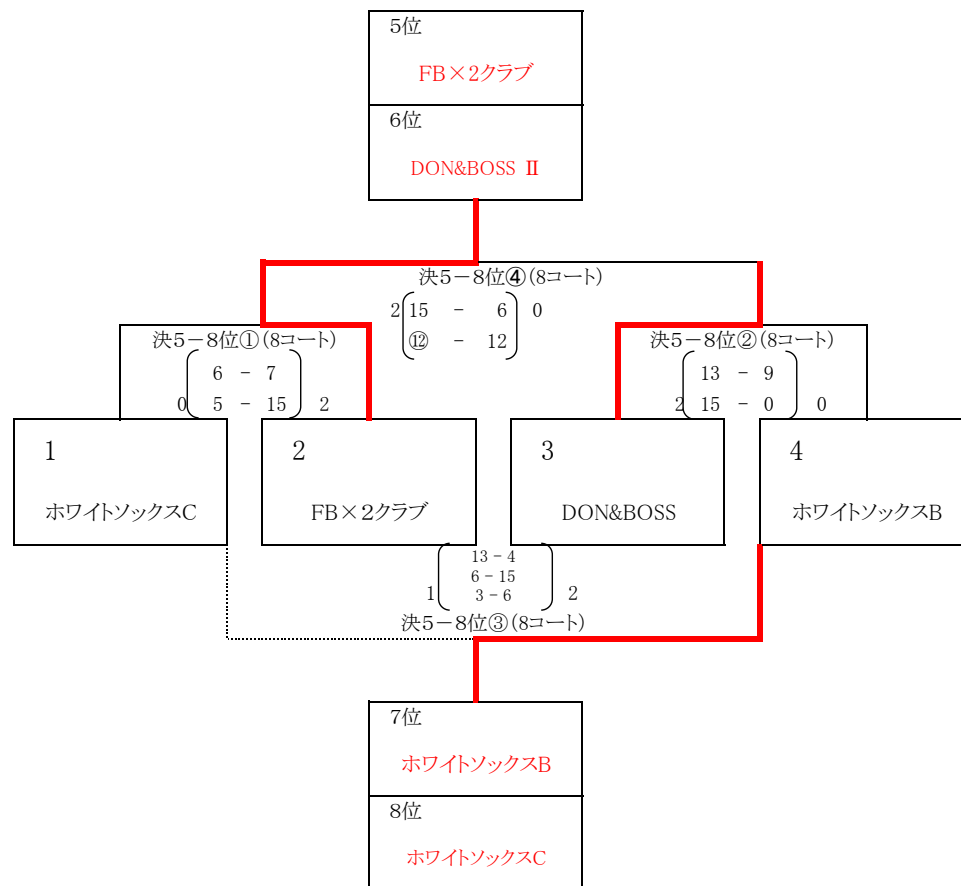 5位
FB×2クラブ
6位
DON&BOSS Ⅱ
決5－8位④(8コート)
2 15 - 6 0
⑫ - 12
決5－8位①(8コート)
6 - 7
0 5 - 15 2
決5－8位②(8コート)
13 - 9
2 15 - 0 0
1
ホワイトソックスC
2
FB×2クラブ
3
DON&BOSS
4
ホワイトソックスB
13 - 4
6 - 15
1 3 - 6 2
決5－8位③(8コート)
7位
ホワイトソックスB
8位
ホワイトソックスC